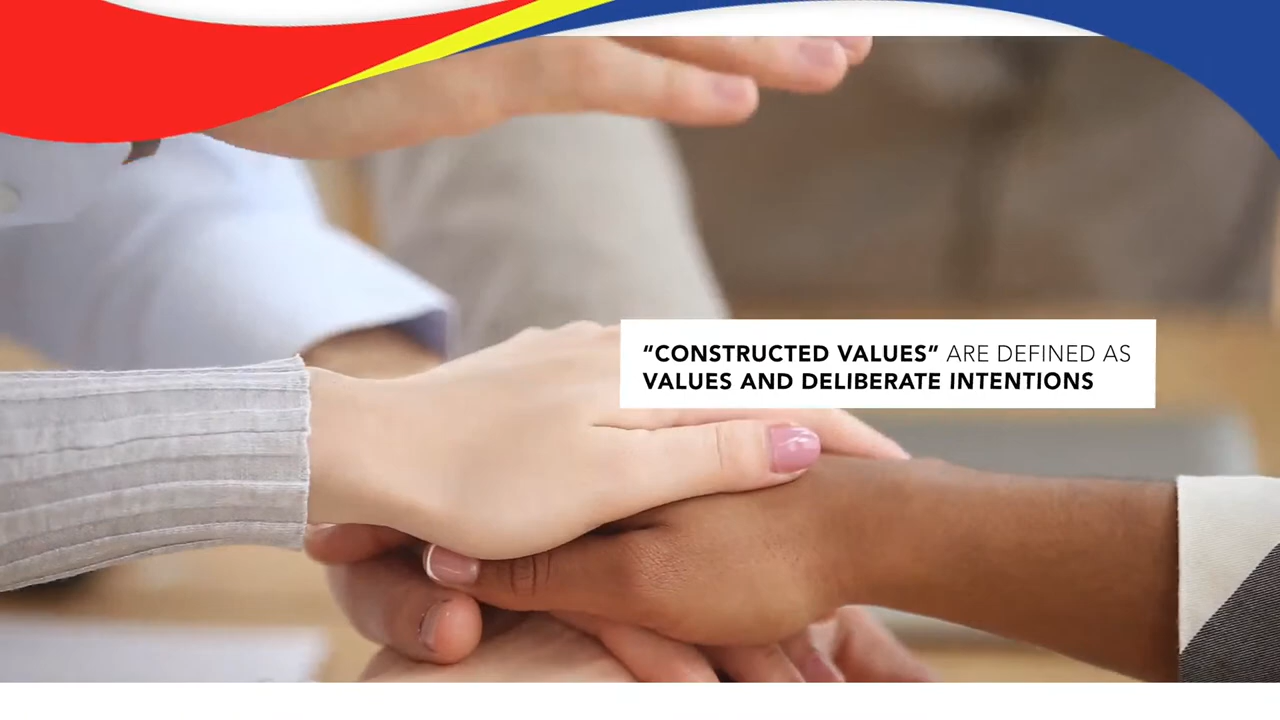 “CONSTRUCTED VALUES” ARE DEFINED AS
VALUES AND DELIBERATE INTENTIONS